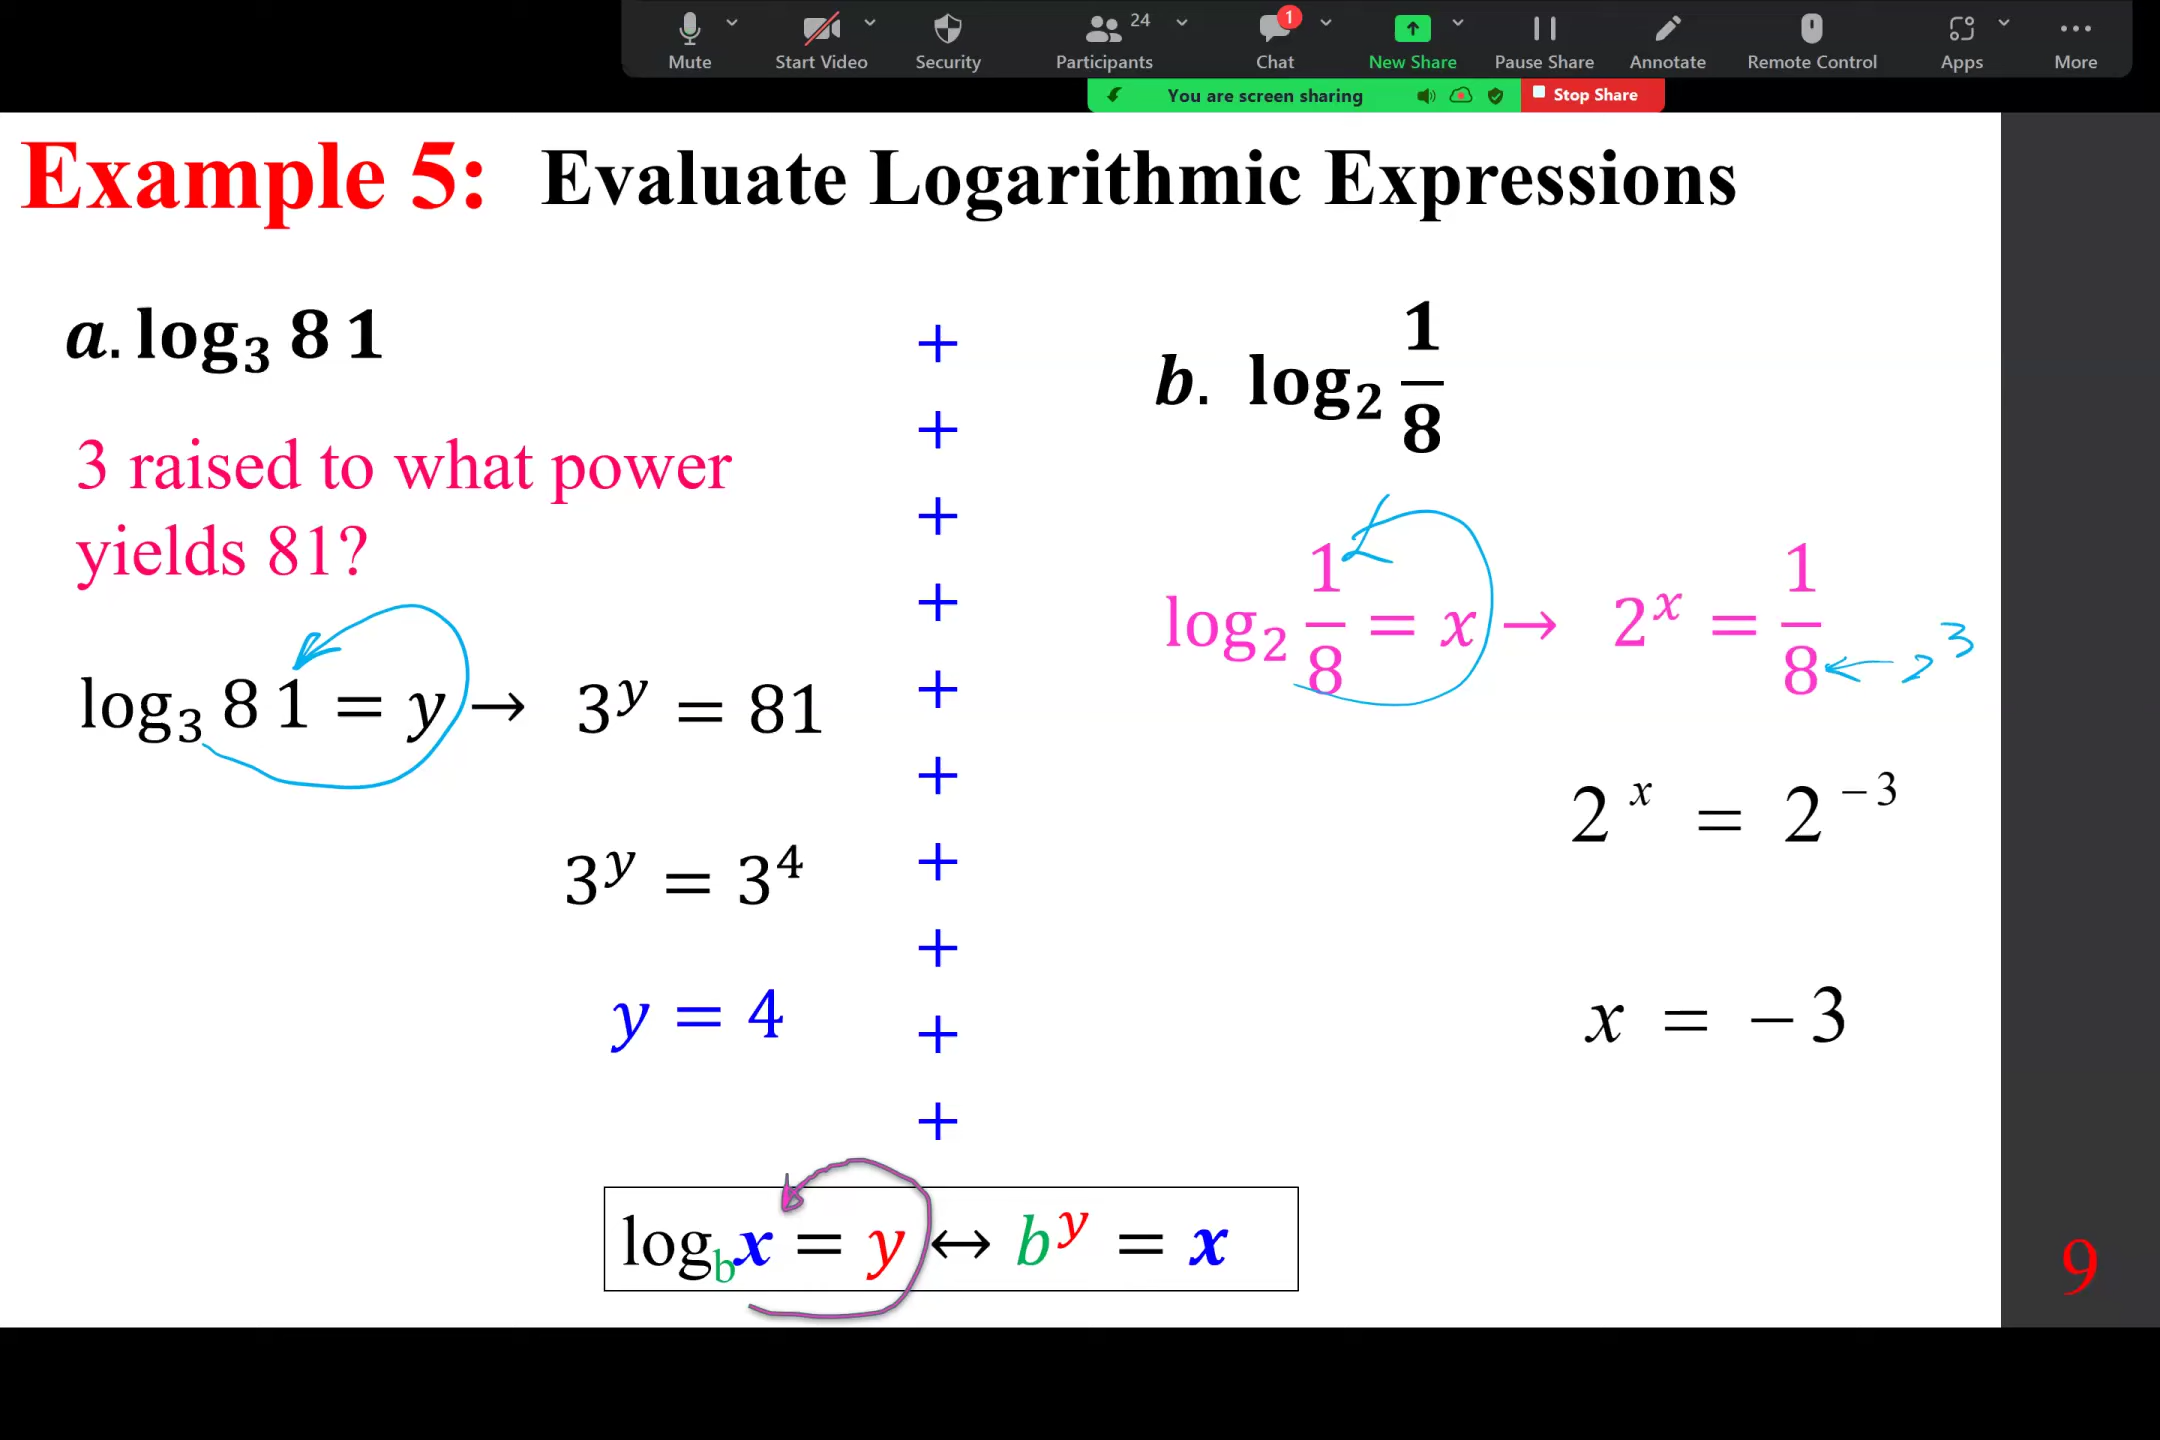 Mute Start Video Security Participants 24 Chat 1 New Share Pause Share Annotate Remote Control Apps More
You are screen sharing Stop Share
Example 5: Evaluate Logarithmic Expressions
a. log₃ 8 1
3 raised to what power
yields 81?
log₃ 8 1 = y → 3ʸ = 81
3ʸ = 3⁴
y = 4
+
+
+
+
+
+
+
+
+
+
b. log₂ 1/8
log₂ 1/8 = x → 2ˣ = 1/8 ← 2³
2ˣ = 2⁻³
x = − 3
log_b x = y ↔ bʸ = x
9